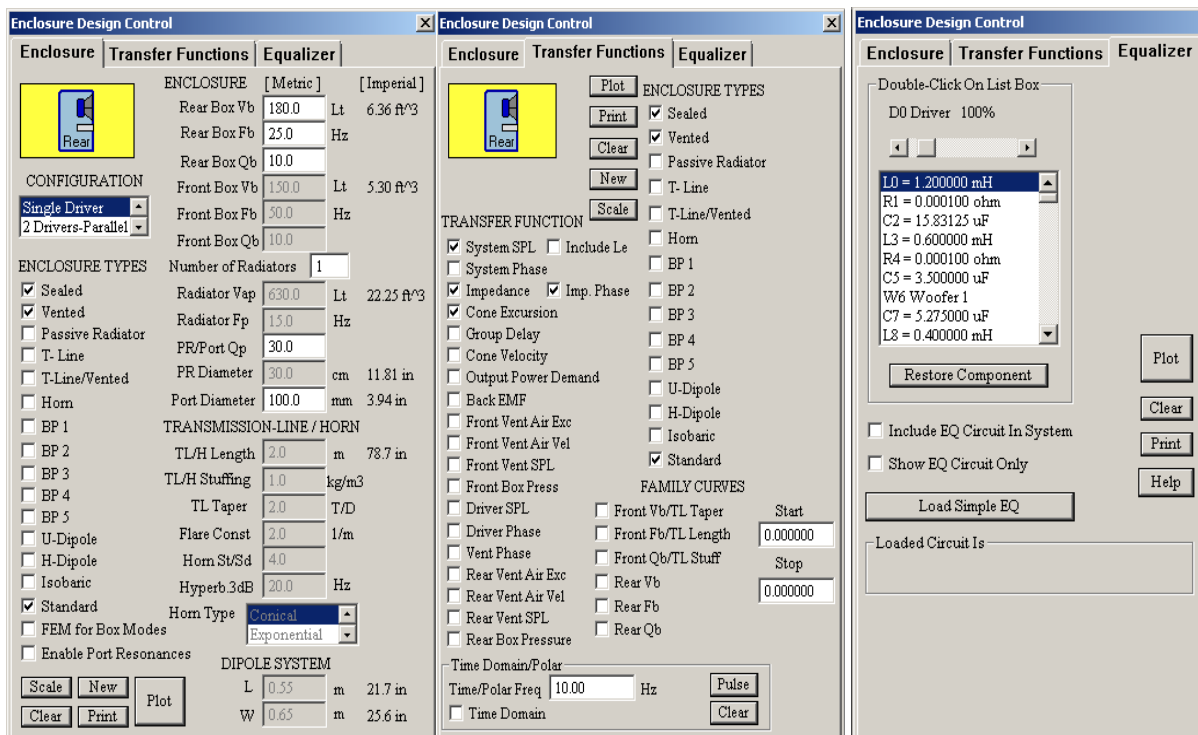 Enclosure Design Control
Enclosure
Transfer Functions
Equalizer
Rear
ENCLOSURE [ Metric ] [ Imperial ]
Rear Box Vb 180.0 Lt 6.36 ft^3
Rear Box Fb 25.0 Hz
Rear Box Qb 10.0
CONFIGURATION
Front Box Vb 150.0 Lt 5.30 ft^3
Single Driver
2 Drivers-Parallel
Front Box Fb 50.0 Hz
Front Box Qb 10.0
ENCLOSURE TYPES
Number of Radiators 1
Sealed
Vented
Passive Radiator
T- Line
T-Line/Vented
Horn
BP 1
BP 2
BP 3
BP 4
BP 5
U-Dipole
H-Dipole
Isobaric
Standard
FEM for Box Modes
Enable Port Resonances
Radiator Vap 630.0 Lt 22.25 ft^3
Radiator Fp 15.0 Hz
PR/Port Qp 30.0
PR Diameter 30.0 cm 11.81 in
Port Diameter 100.0 mm 3.94 in
TRANSMISSION-LINE / HORN
TL/H Length 2.0 m 78.7 in
TL/H Stuffing 1.0 kg/m3
TL Taper 2.0 T/D
Flare Const 2.0 1/m
Horn St/Sd 4.0
Hyperb.3dB 20.0 Hz
Horn Type Conical
Exponential
DIPOLE SYSTEM
L 0.55 m 21.7 in
W 0.65 m 25.6 in
Scale New
Plot
Clear Print
Enclosure Design Control
Enclosure
Transfer Functions
Equalizer
Rear
Plot
Print
Clear
New
Scale
ENCLOSURE TYPES
Sealed
Vented
Passive Radiator
T- Line
T-Line/Vented
Horn
BP 1
BP 2
BP 3
BP 4
BP 5
U-Dipole
H-Dipole
Isobaric
Standard
TRANSFER FUNCTION
System SPL Include Le
System Phase
Impedance Imp. Phase
Cone Excursion
Group Delay
Cone Velocity
Output Power Demand
Back EMF
Front Vent Air Exc
Front Vent Air Vel
Front Vent SPL
Front Box Press
Driver SPL
Driver Phase
Vent Phase
Rear Vent Air Exc
Rear Vent Air Vel
Rear Vent SPL
Rear Box Pressure
FAMILY CURVES
Front Vb/TL Taper
Front Fb/TL Length
Front Qb/TL Stuff
Rear Vb
Rear Fb
Rear Qb
Start
0.000000
Stop
0.000000
Time Domain/Polar
Time/Polar Freq 10.00 Hz Pulse
Time Domain Clear
Enclosure Design Control
Enclosure
Transfer Functions
Equalizer
Double-Click On List Box
D0 Driver 100%
L0 = 1.200000 mH
R1 = 0.000100 ohm
C2 = 15.83125 uF
L3 = 0.600000 mH
R4 = 0.000100 ohm
C5 = 3.500000 uF
W6 Woofer 1
C7 = 5.275000 uF
L8 = 0.400000 mH
Restore Component
Plot
Clear
Print
Help
Include EQ Circuit In System
Show EQ Circuit Only
Load Simple EQ
Loaded Circuit Is